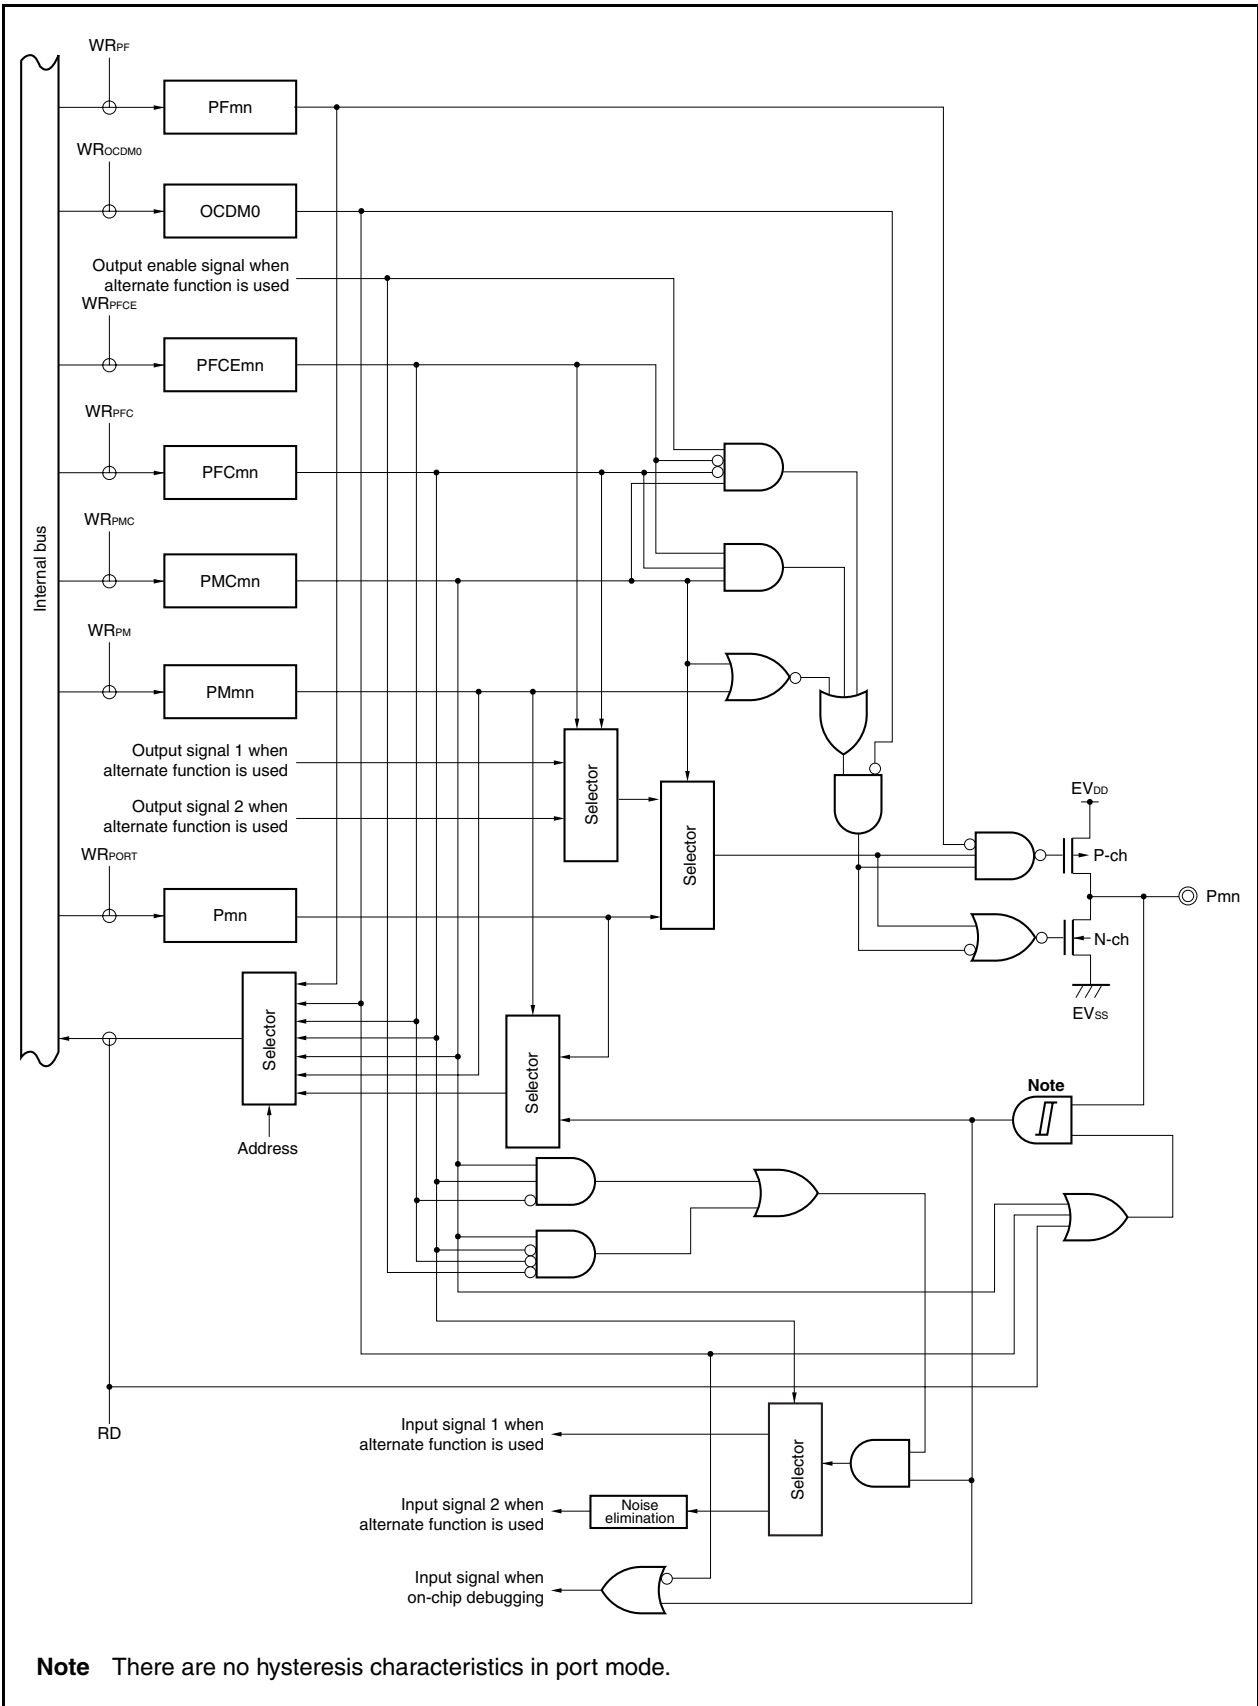 WRPF
PFmn
WROCDM0
OCDM0
Output enable signal when
alternate function is used
WRPFCE
PFCEmn
WRPFC
PFCmn
WRPMC
Internal bus
PMCmn
WRPM
PMmn
Output signal 1 when
alternate function is used
Selector
Output signal 2 when
alternate function is used
Selector
EVDD
P-ch
WRPORT
Pmn
Pmn
N-ch
EVSS
Selector
Selector
Address
Note
RD
Input signal 1 when
alternate function is used
Selector
Input signal 2 when
alternate function is used
Noise
elimination
Input signal when
on-chip debugging
Note There are no hysteresis characteristics in port mode.